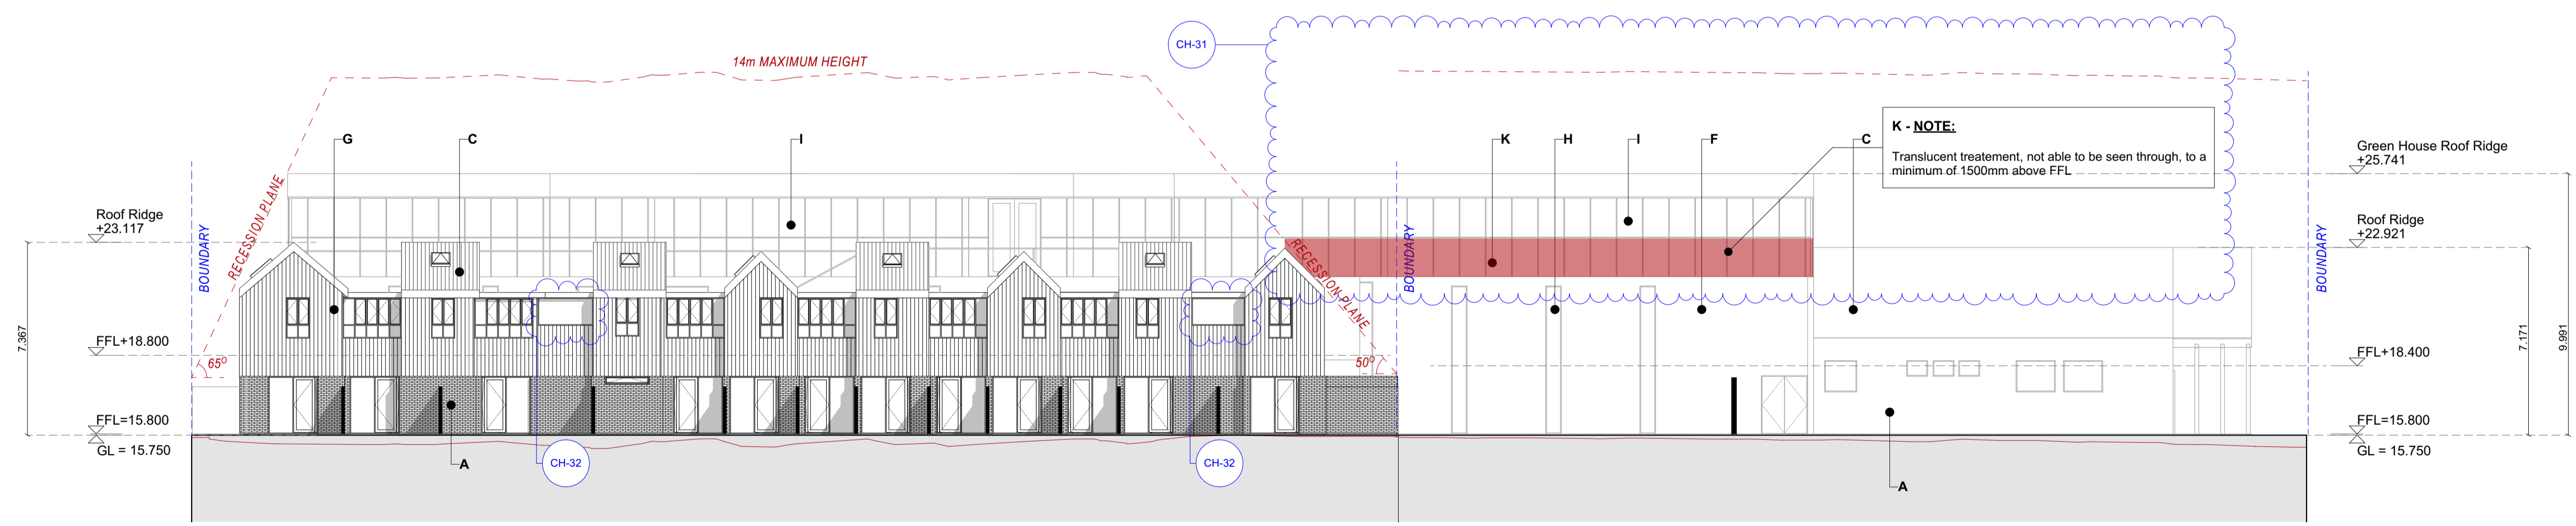 CH-31
14m MAXIMUM HEIGHT
G
C
I
K
H
I
F
C
K - NOTE:
Translucent treatement, not able to be seen through, to a
minimum of 1500mm above FFL
Green House Roof Ridge
+25.741
Roof Ridge
+23.117
BOUNDARY
RECESSION PLANE
RECESSION PLANE
BOUNDARY
Roof Ridge
+22.921
BOUNDARY
7.367
FFL+18.800
65°
50°
FFL+18.400
7.171
9.991
FFL=15.800
GL = 15.750
A
CH-32
CH-32
A
FFL=15.800
GL = 15.750